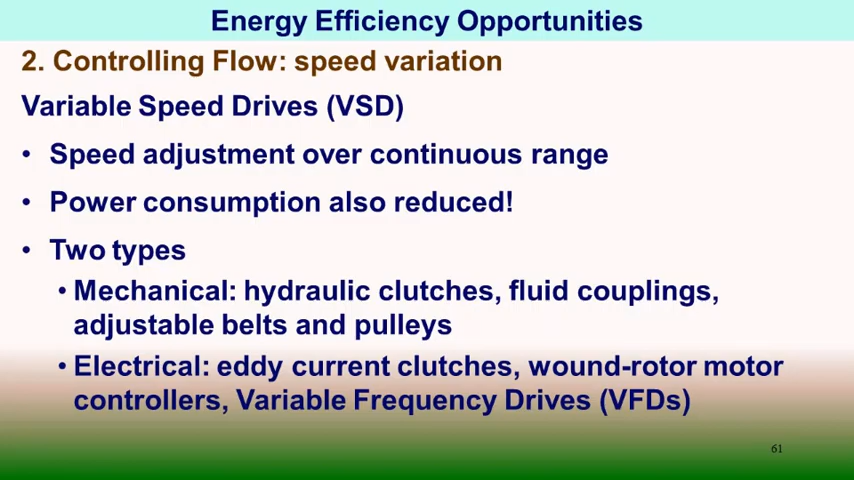 Energy Efficiency Opportunities
2. Controlling Flow: speed variation
Variable Speed Drives (VSD)
• Speed adjustment over continuous range
• Power consumption also reduced!
• Two types
• Mechanical: hydraulic clutches, fluid couplings,
adjustable belts and pulleys
• Electrical: eddy current clutches, wound-rotor motor
controllers, Variable Frequency Drives (VFDs)
61